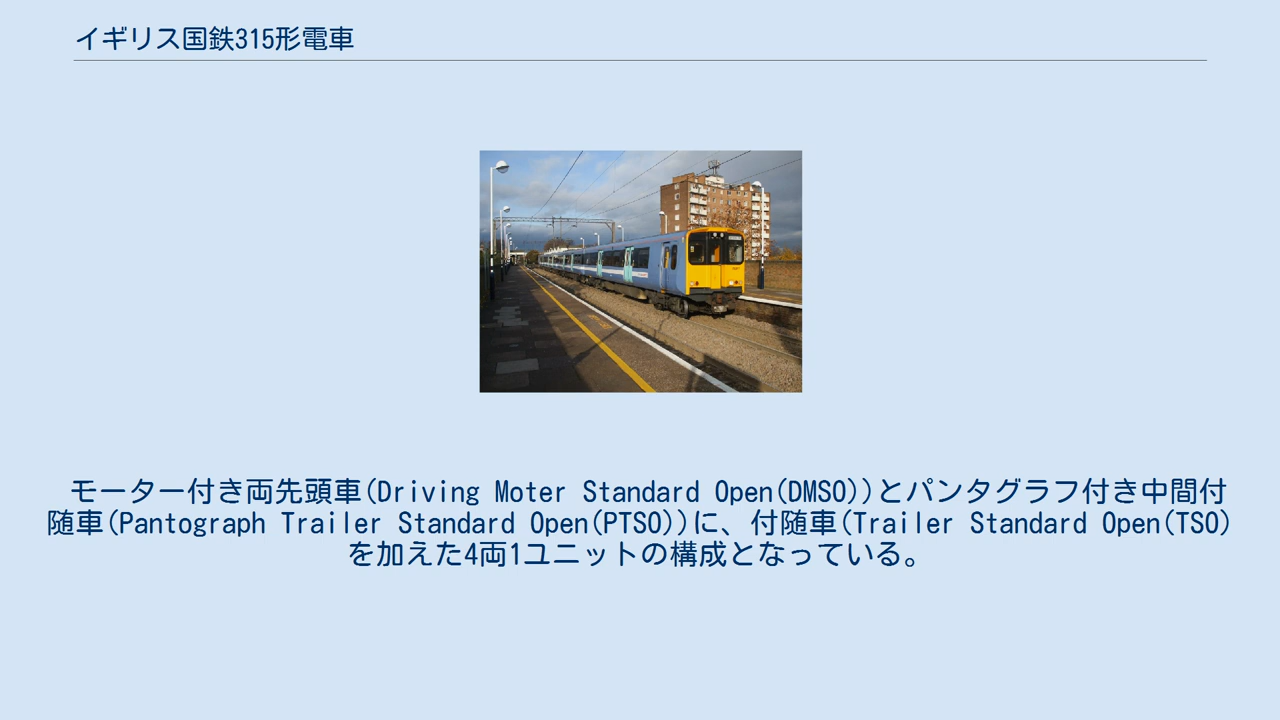 イギリス国鉄315形電車
モーター付き両先頭車(Driving Moter Standard Open(DMSO))とパンタグラフ付き中間付
随車(Pantograph Trailer Standard Open(PTSO))に、付随車(Trailer Standard Open(TSO)
を加えた4両1ユニットの構成となっている。